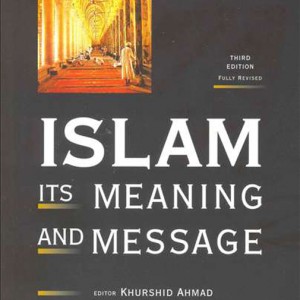 THIRD
EDITION
FULLY REVISED
ISLAM
ITS MEANING
AND MESSAGE
EDITOR KHURSHID AHMAD